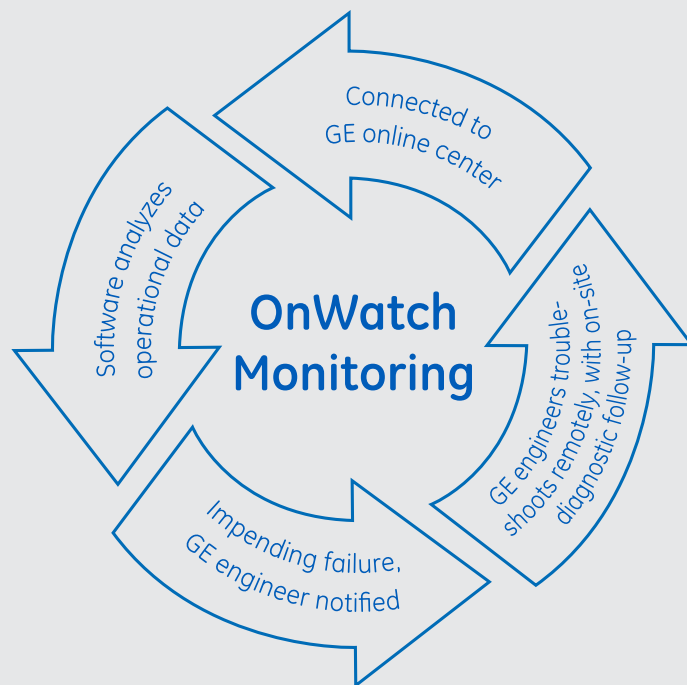 Connected to
GE online center
Software analyzes
operational data
OnWatch
Monitoring
GE engineers trouble-
shoots remotely, with on-site
diagnostic follow-up
Impending failure,
GE engineer notified